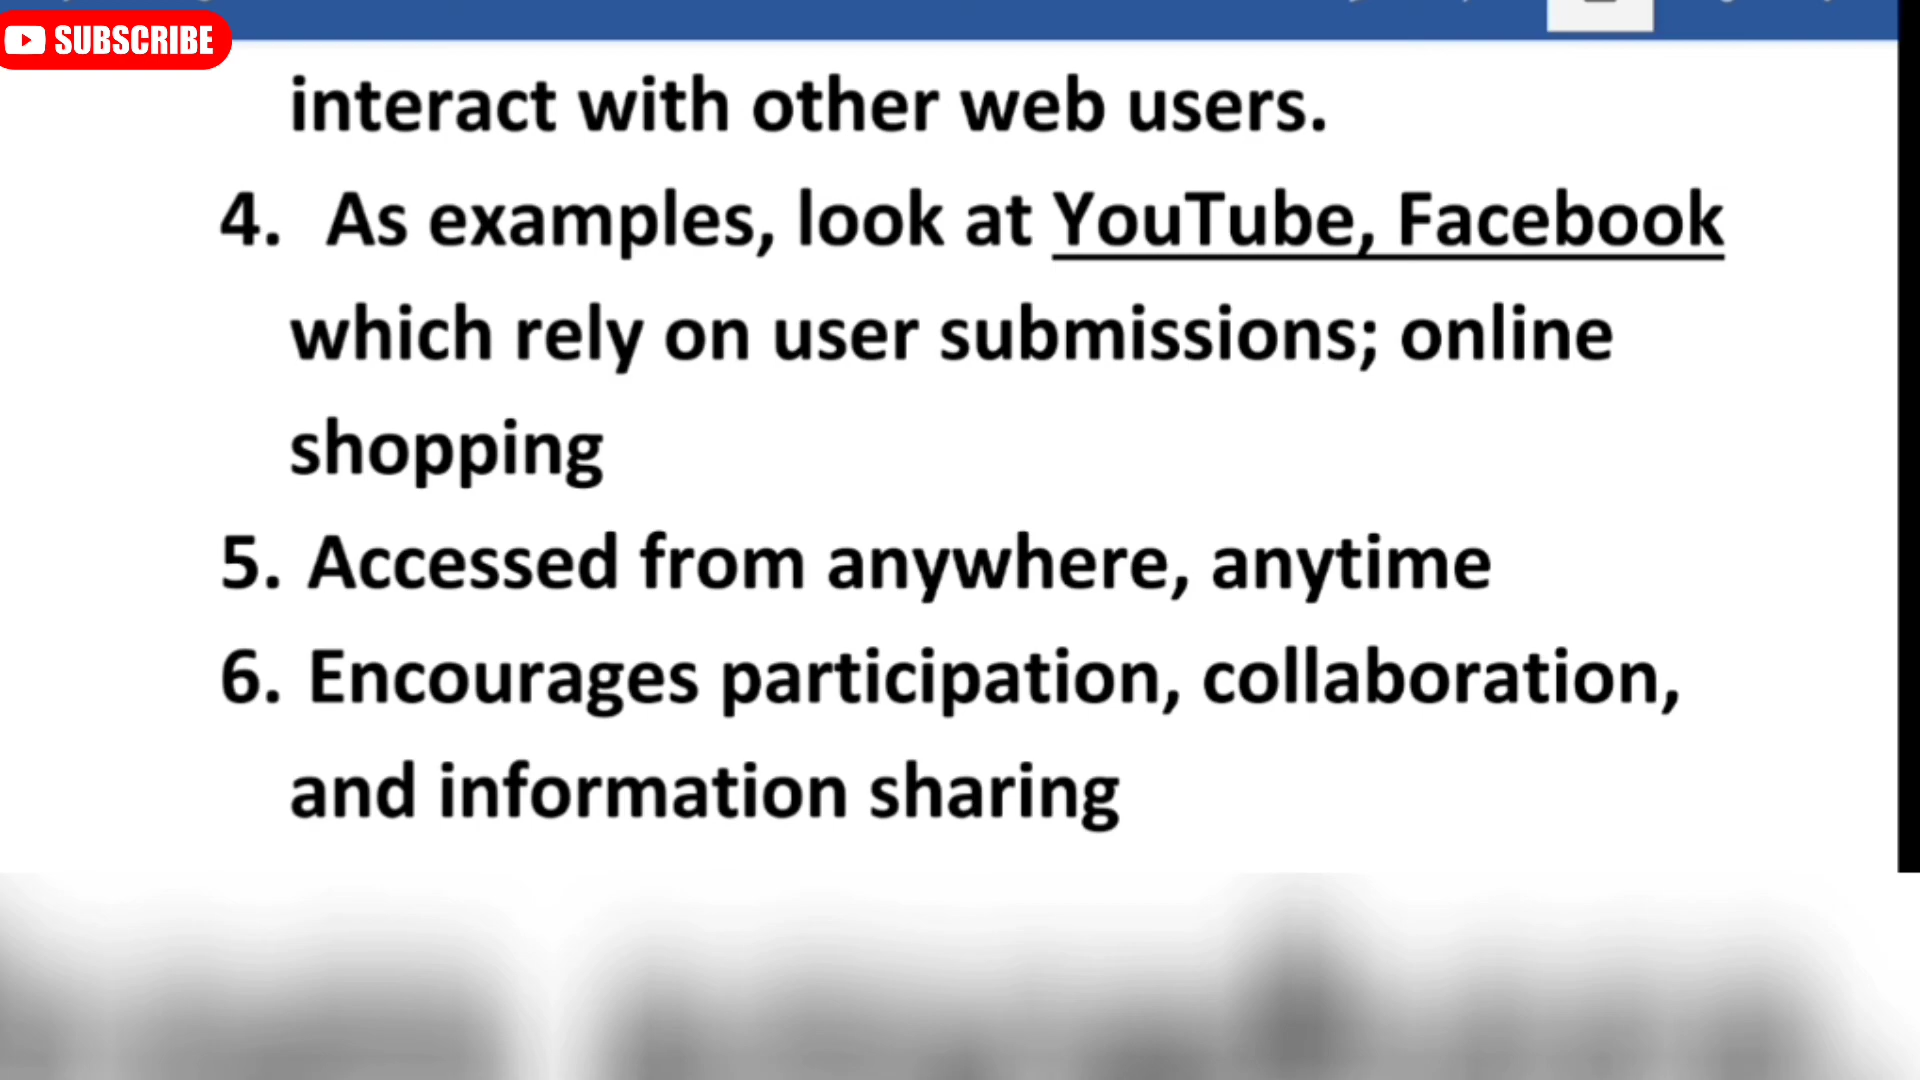 SUBSCRIBE
interact with other web users.
4. As examples, look at YouTube, Facebook
which rely on user submissions; online
shopping
5. Accessed from anywhere, anytime
6. Encourages participation, collaboration,
and information sharing